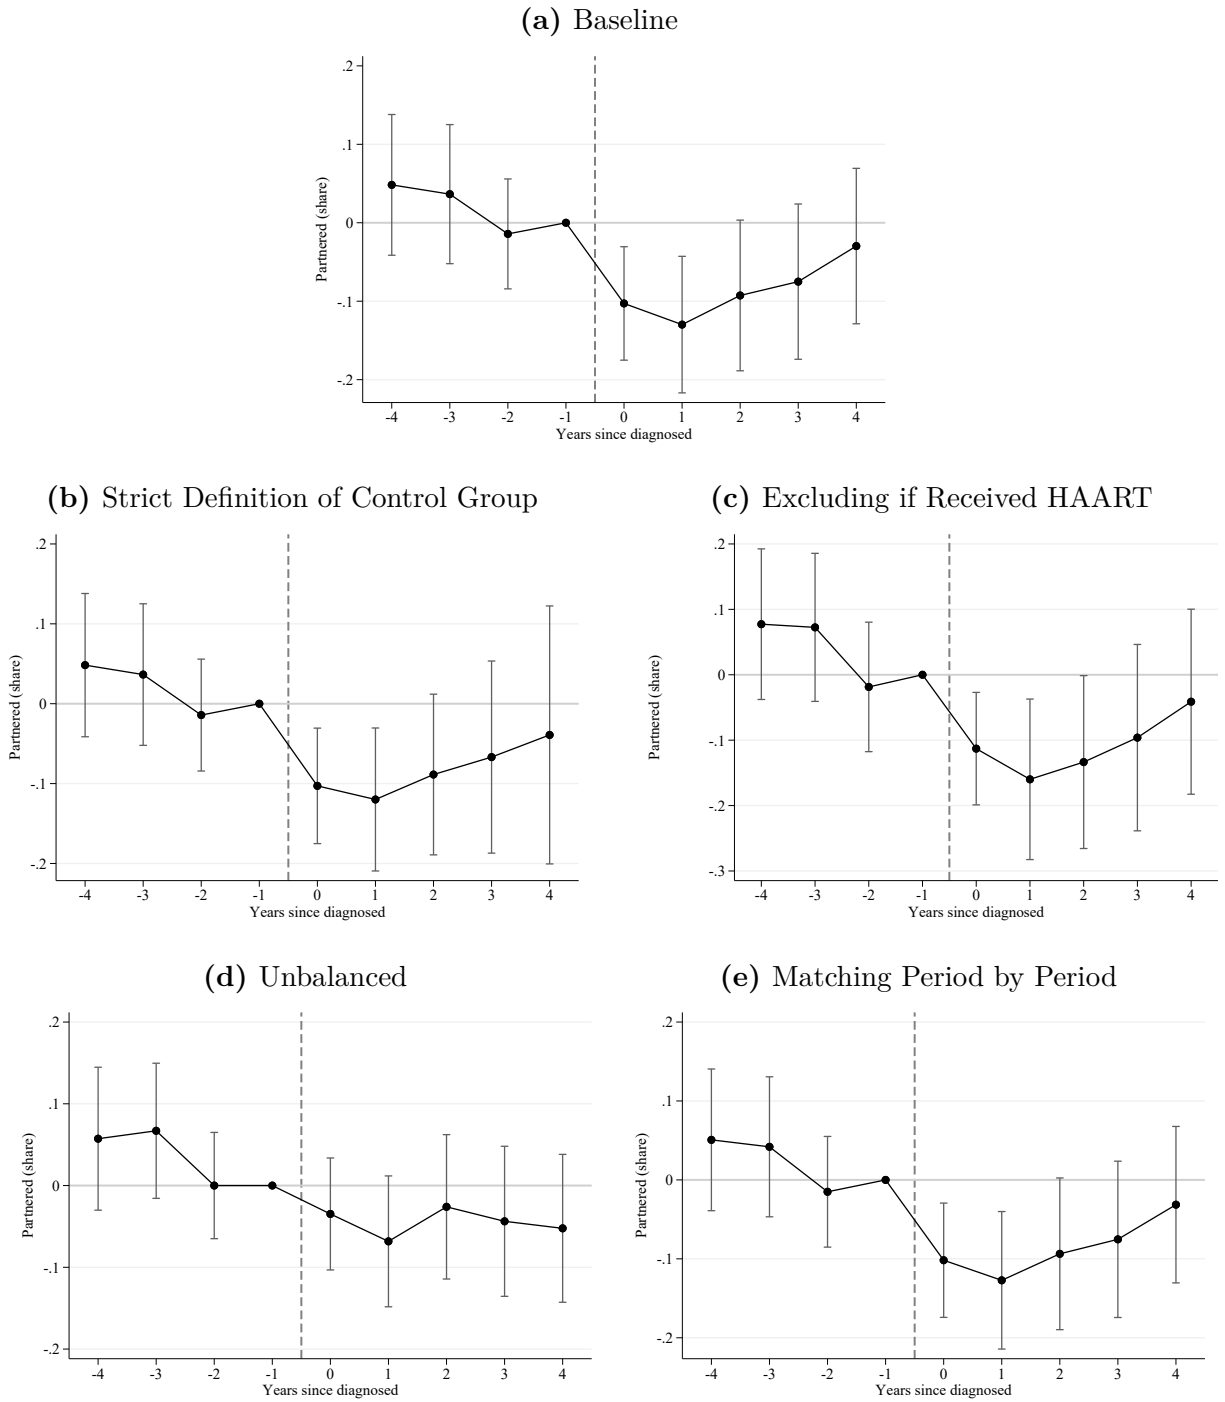 (a) Baseline
.2
.1
0
-.1
-.2
Partnered (share)
-4 -3 -2 -1 0 1 2 3 4
Years since diagnosed
(b) Strict Definition of Control Group
.2
.1
0
-.1
-.2
Partnered (share)
-4 -3 -2 -1 0 1 2 3 4
Years since diagnosed
(c) Excluding if Received HAART
.2
.1
0
-.1
-.2
-.3
Partnered (share)
-4 -3 -2 -1 0 1 2 3 4
Years since diagnosed
(d) Unbalanced
.2
.1
0
-.1
-.2
Partnered (share)
-4 -3 -2 -1 0 1 2 3 4
Years since diagnosed
(e) Matching Period by Period
.2
.1
0
-.1
-.2
Partnered (share)
-4 -3 -2 -1 0 1 2 3 4
Years since diagnosed